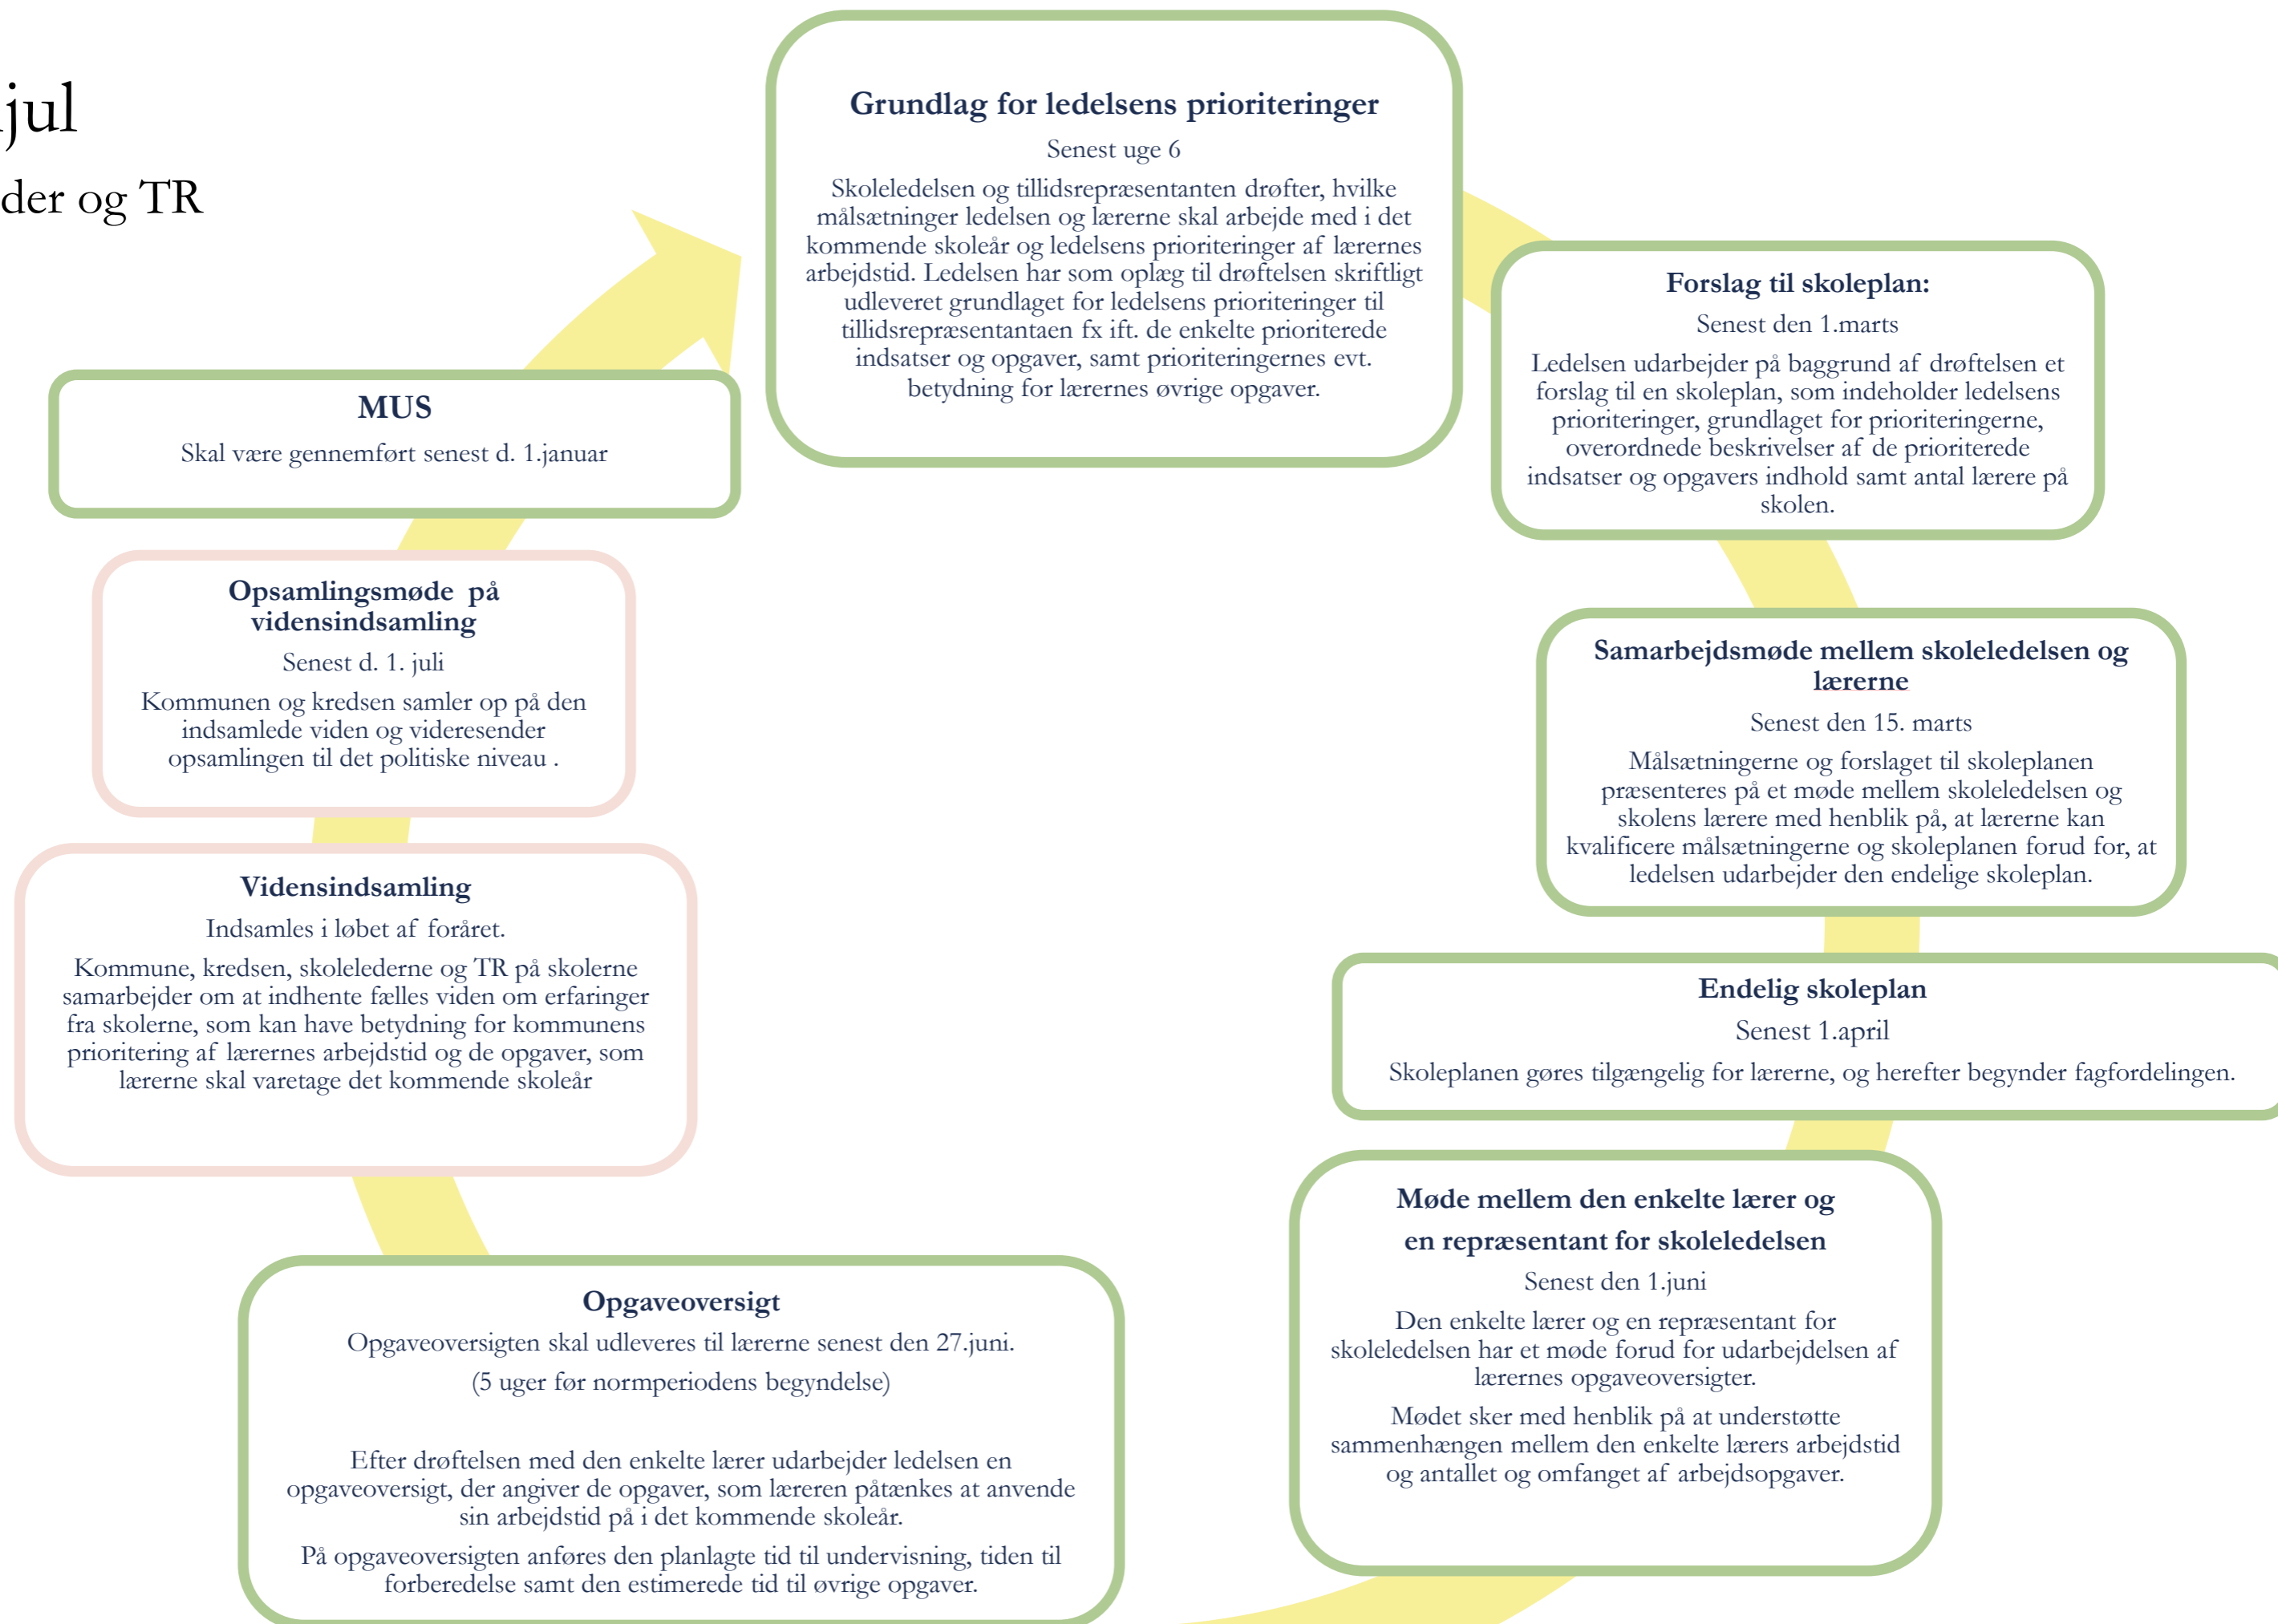 jul
der og TR
Grundlag for ledelsens prioriteringer
Senest uge 6
Skoleledelsen og tillidsrepræsentanten drøfter, hvilke
målsætninger ledelsen og lærerne skal arbejde med i det
kommende skoleår og ledelsens prioriteringer af lærernes
arbejdstid. Ledelsen har som oplæg til drøftelsen skriftligt
udleveret grundlaget for ledelsens prioriteringer til
tillidsrepræsentantaen fx ift. de enkelte prioriterede
indsatser og opgaver, samt prioriteringernes evt.
betydning for lærernes øvrige opgaver.
Forslag til skoleplan:
Senest den 1.marts
Ledelsen udarbejder på baggrund af drøftelsen et
forslag til en skoleplan, som indeholder ledelsens
prioriteringer, grundlaget for prioriteringerne,
overordnede beskrivelser af de prioriterede
indsatser og opgavers indhold samt antal lærere på
skolen.
Samarbejdsmøde mellem skoleledelsen og
lærerne
Senest den 15. marts
Målsætningerne og forslaget til skoleplanen
præsenteres på et møde mellem skoleledelsen og
skolens lærere med henblik på, at lærerne kan
kvalificere målsætningerne og skoleplanen forud for, at
ledelsen udarbejder den endelige skoleplan.
Endelig skoleplan
Senest 1.april
Skoleplanen gøres tilgængelig for lærerne, og herefter begynder fagfordelingen.
Møde mellem den enkelte lærer og
en repræsentant for skoleledelsen
Senest den 1.juni
Den enkelte lærer og en repræsentant for
skoleledelsen har et møde forud for udarbejdelsen af
lærernes opgaveoversigter.
Mødet sker med henblik på at understøtte
sammenhængen mellem den enkelte lærers arbejdstid
og antallet og omfanget af arbejdsopgaver.
Opgaveoversigt
Opgaveoversigten skal udleveres til lærerne senest den 27.juni.
(5 uger før normperiodens begyndelse)
Efter drøftelsen med den enkelte lærer udarbejder ledelsen en
opgaveoversigt, der angiver de opgaver, som læreren påtænkes at anvende
sin arbejdstid på i det kommende skoleår.
På opgaveoversigten anføres den planlagte tid til undervisning, tiden til
forberedelse samt den estimerede tid til øvrige opgaver.
Vidensindsamling
Indsamles i løbet af foråret.
Kommune, kredsen, skolelederne og TR på skolerne
samarbejder om at indhente fælles viden om erfaringer
fra skolerne, som kan have betydning for kommunens
prioritering af lærernes arbejdstid og de opgaver, som
lærerne skal varetage det kommende skoleår
Opsamlingsmøde på
vidensindsamling
Senest d. 1. juli
Kommunen og kredsen samler op på den
indsamlede viden og videresender
opsamlingen til det politiske niveau .
MUS
Skal være gennemført senest d. 1.januar